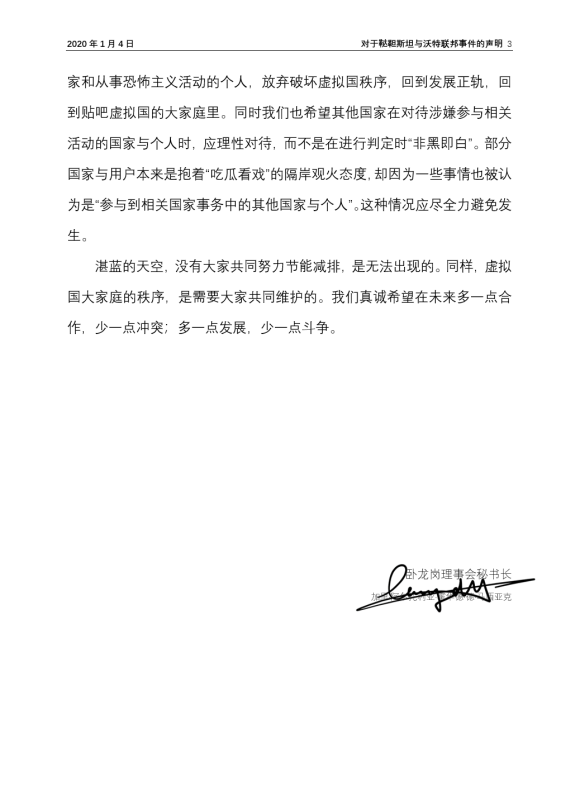 2020 年 1 月 4 日 对于鞑靼斯坦与沃特联邦事件的声明 3
家和从事恐怖主义活动的个人，放弃破坏虚拟国秩序，回到发展正轨，回
到贴吧虚拟国的大家庭里。同时我们也希望其他国家在对待涉嫌参与相关
活动的国家与个人时，应理性对待，而不是在进行判定时“非黑即白”。部分
国家与用户本来是抱着“吃瓜看戏”的隔岸观火态度，却因为一些事情也被认
为是“参与到相关国家事务中的其他国家与个人”。这种情况应尽全力避免发
生。
湛蓝的天空，没有大家共同努力节能减排，是无法出现的。同样，虚拟
国大家庭的秩序，是需要大家共同维护的。我们真诚希望在未来多一点合
作，少一点冲突；多一点发展，少一点斗争。
卧龙岗理事会秘书长
西亚克